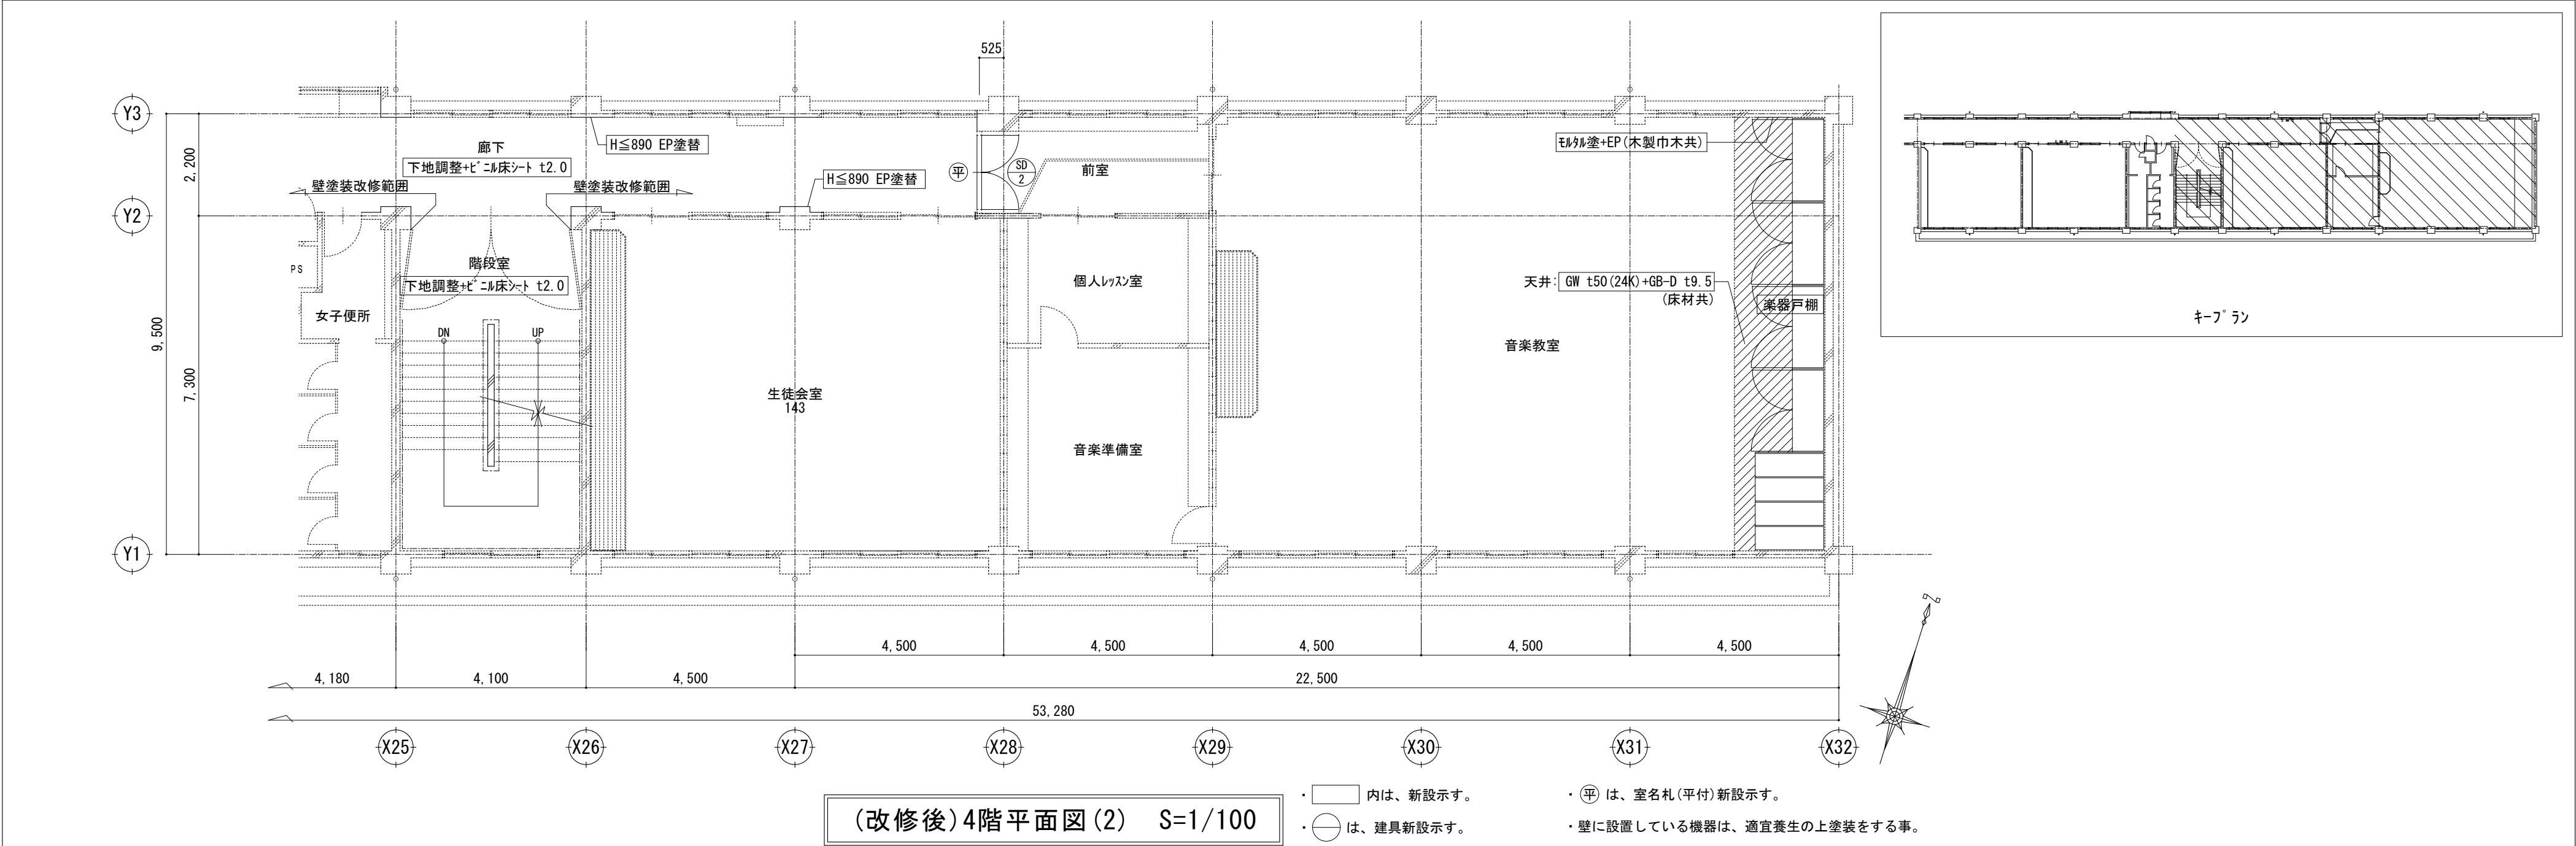 525
Y3
H≦890 EP塗替
モルタル塗+EP(木製巾木共)
廊下
下地調整+ビニル床シート t2.0
2,200
平
SD
2
前室
H≦890 EP塗替
壁塗装改修範囲
壁塗装改修範囲
Y2
PS
階段室
下地調整+ビニル床シート t2.0
個人レッスン室
天井: GW t50(24K)+GB-D t9.5
(床材共)
楽器戸棚
女子便所
DN
UP
9,500
音楽教室
7,300
生徒会室
143
音楽準備室
Y1
キープラン
4,500
4,500
4,500
4,500
4,500
4,180
4,100
4,500
22,500
53,280
X25
X26
X27
X28
X29
X30
X31
X32
(改修後)4階平面図(2) S=1/100
・ 内は、新設示す。
・ は、建具新設示す。
・平 は、室名札(平付)新設示す。
・壁に設置している機器は、適宜養生の上塗装をする事。